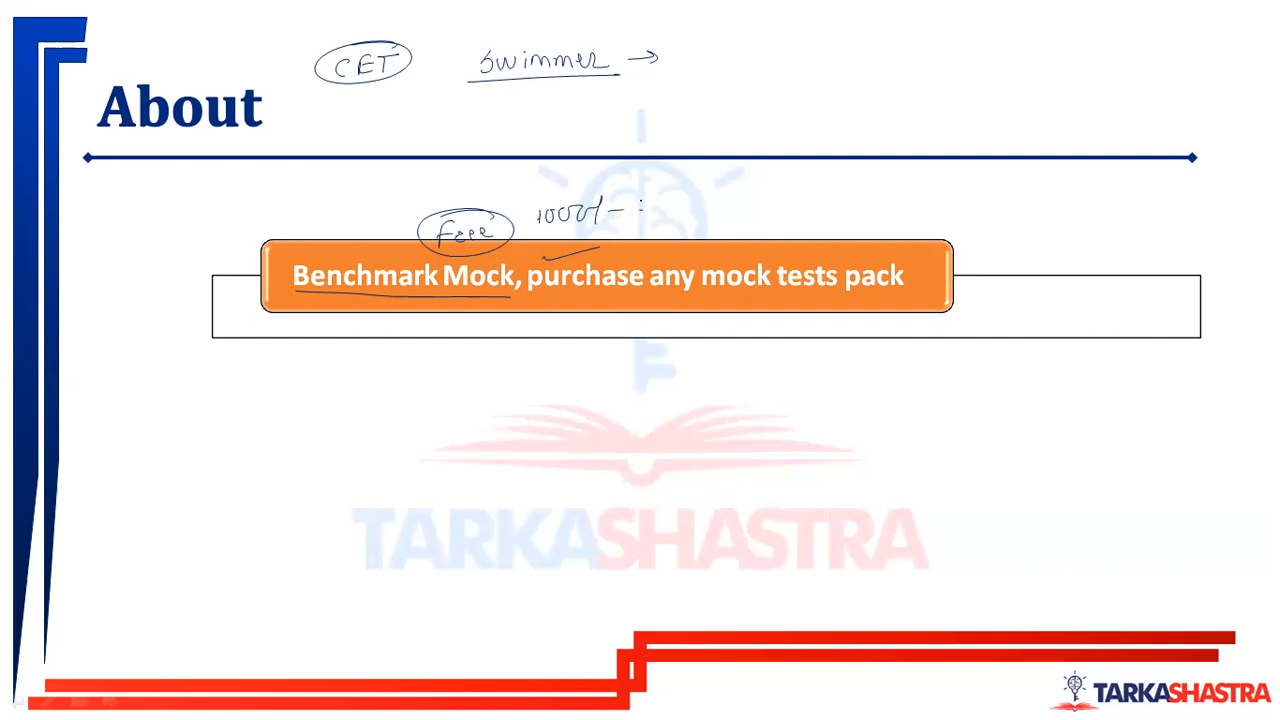 CET swimmer →
About
Free 1000/- :
Benchmark Mock, purchase any mock tests pack
TARKASHASTRA
TARKASHASTRA